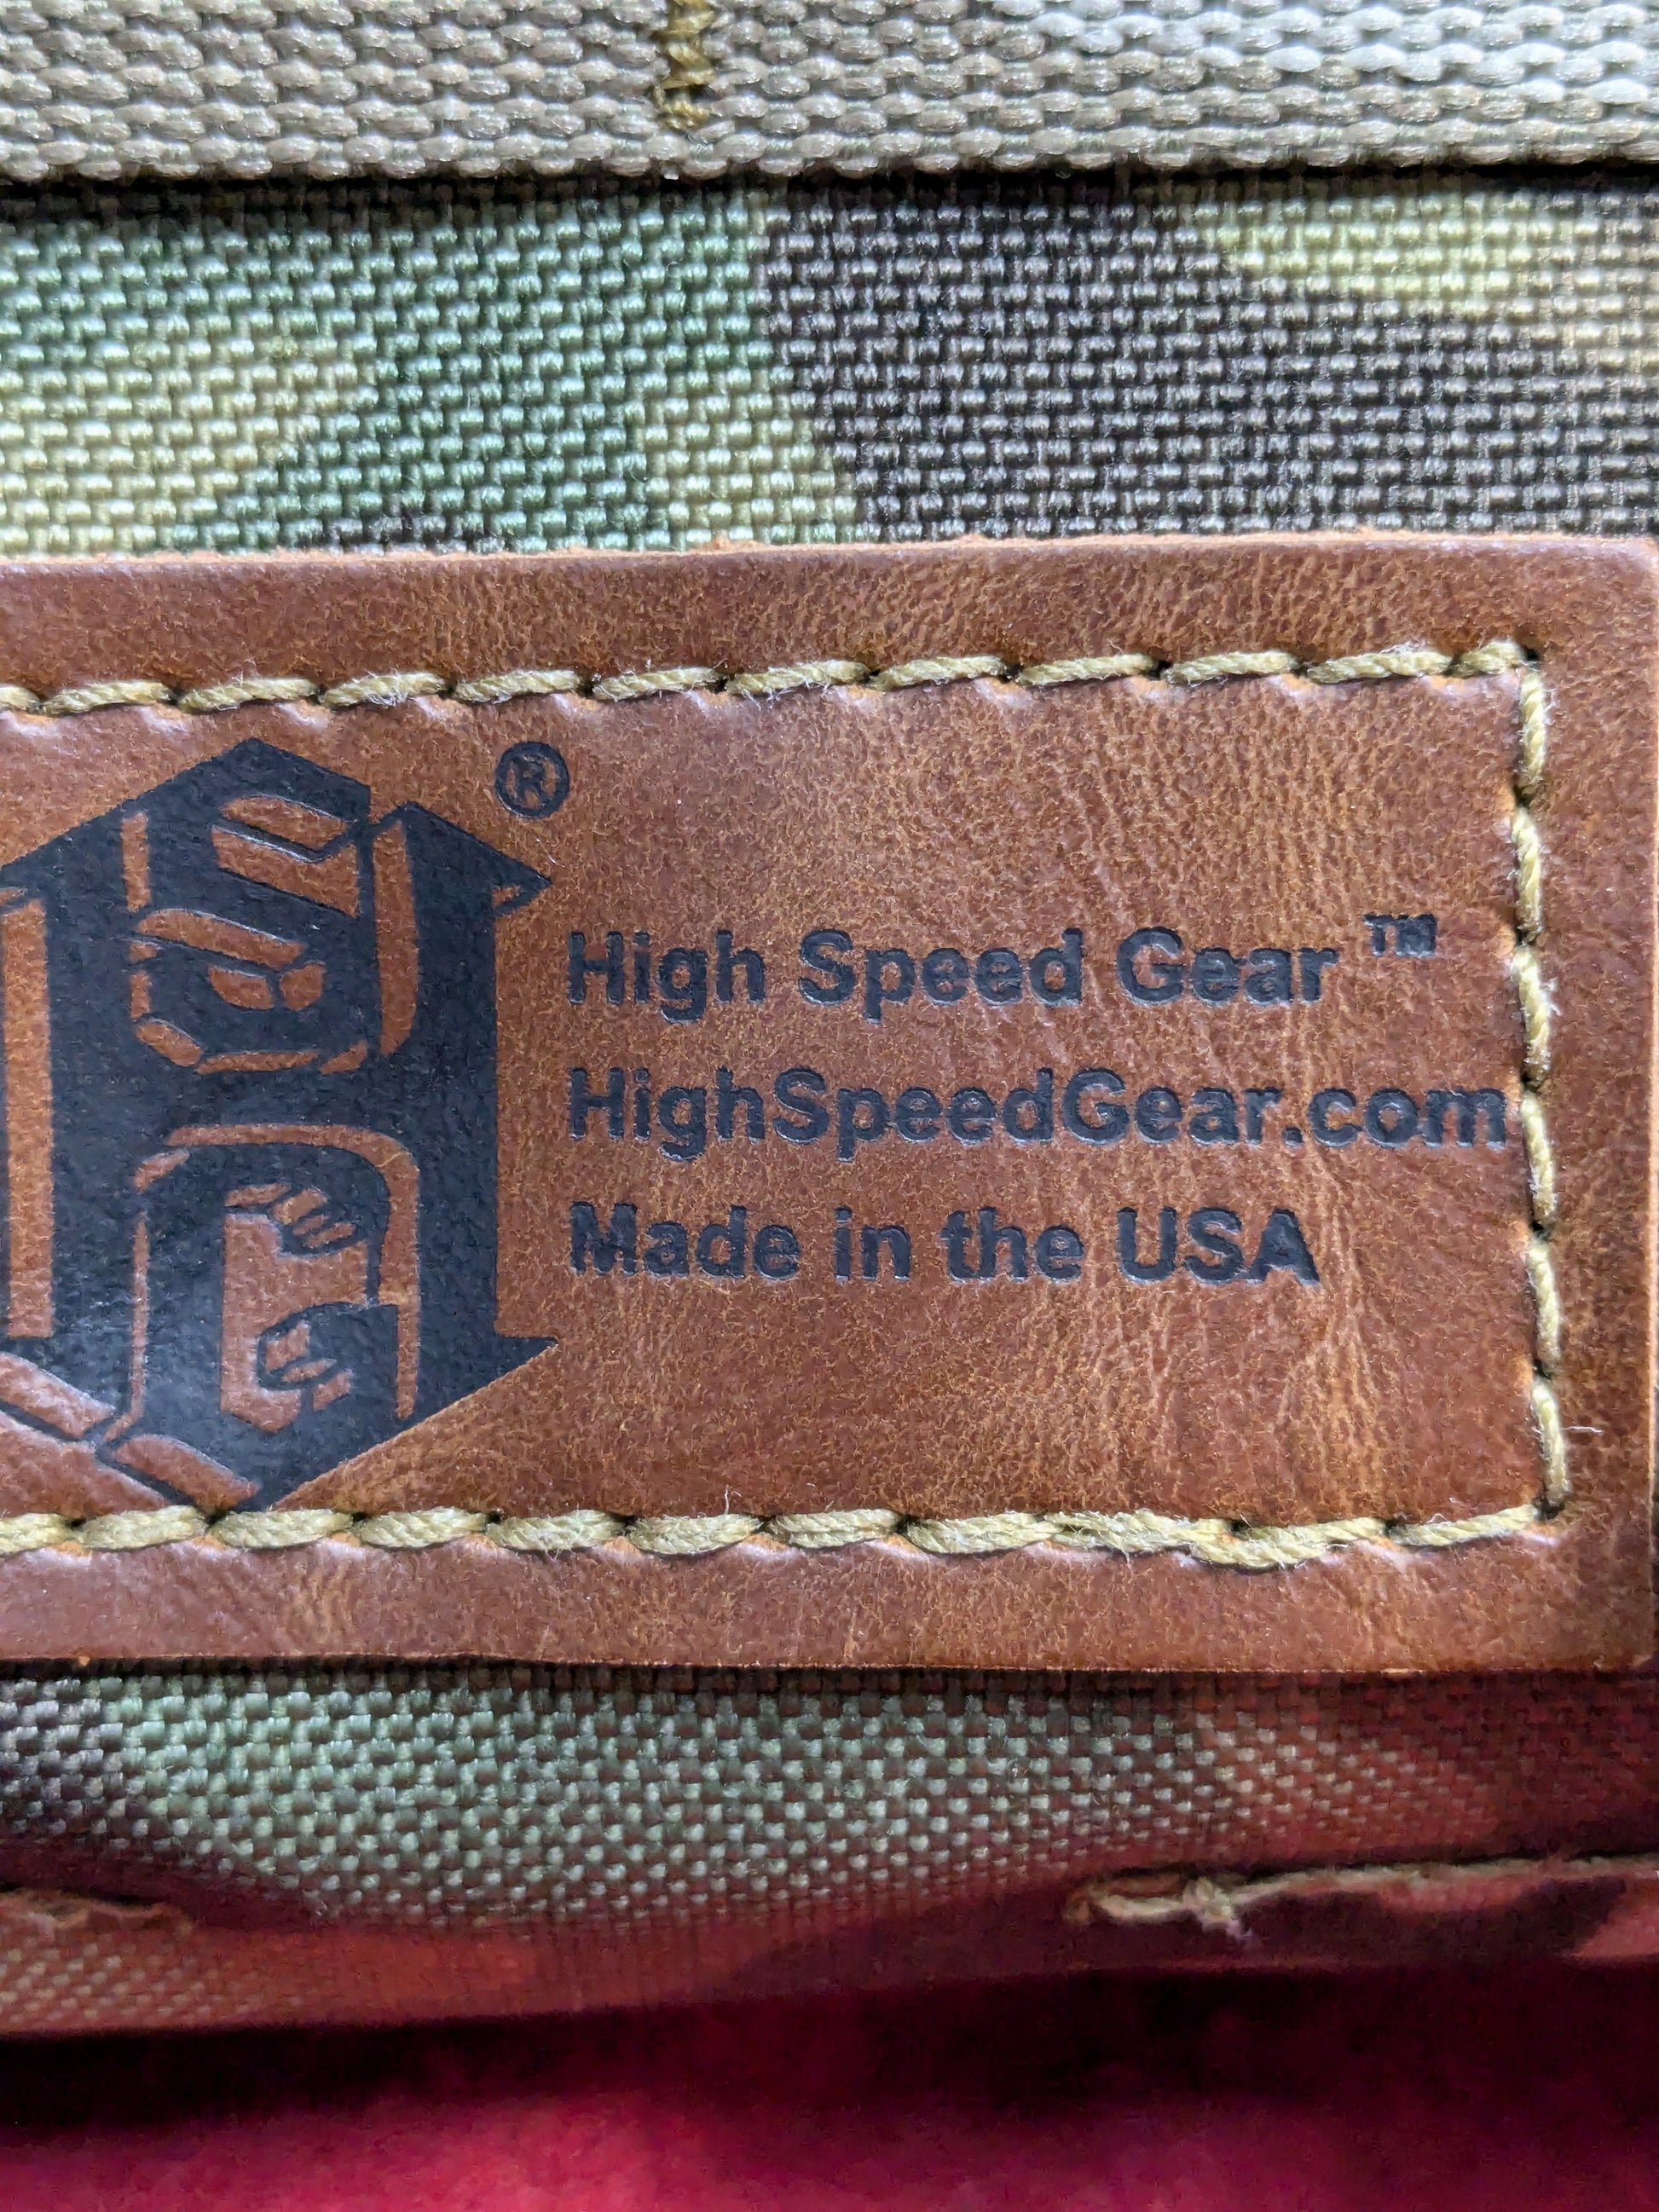 ®
High Speed Gear ™
HighSpeedGear.com
Made in the USA